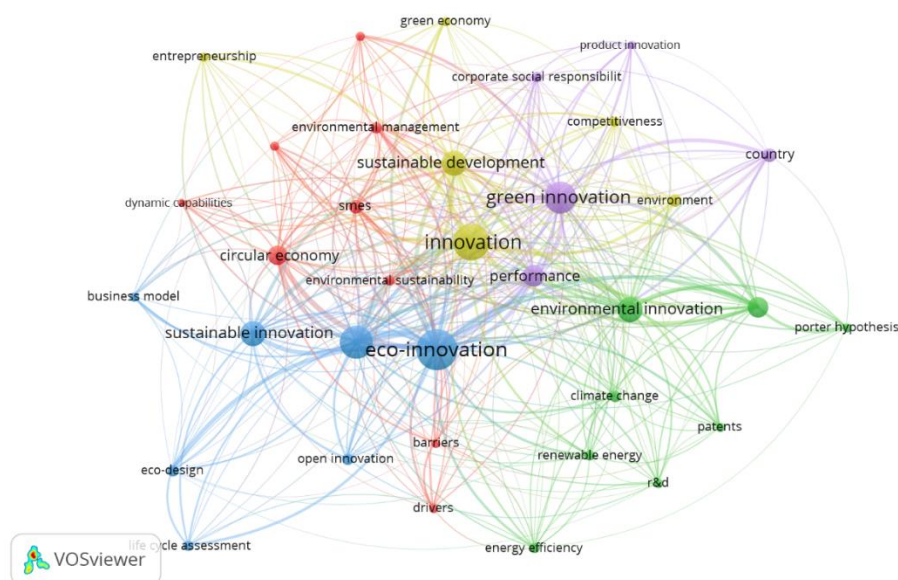 green economy
product innovation
entrepreneurship
corporate social responsibilit
competitiveness
environmental management
country
sustainable development
green innovation
environment
dynamic capabilities
smes
innovation
circular economy
environmental sustainability
performance
business model
environmental innovation
porter hypothesis
sustainable innovation
eco-innovation
climate change
patents
barriers
open innovation
renewable energy
eco-design
r&d
drivers
life cycle assessment
energy efficiency
VOSviewer